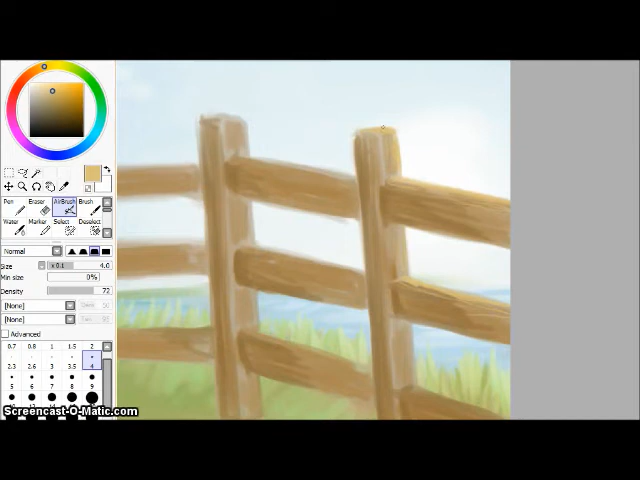 Pen
Eraser
AirBrush
Brush
Water
Marker
Select
Deselect
Normal
Size
x 0.1
4.0
Min size
0%
Density
72
[None]
[None]
Advanced
0.7 0.8 1 1.5 2
2.3 2.6 3 3.5 4
5 6 7 8 9
Screencast-O-Matic.com